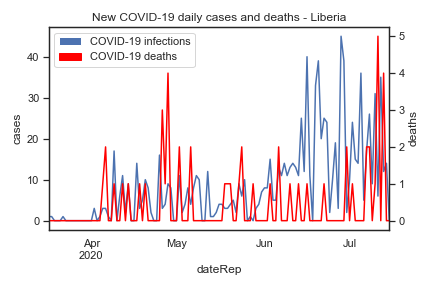 New COVID-19 daily cases and deaths - Liberia
COVID-19 infections
COVID-19 deaths
40
30
20
10
0
cases
5
4
3
2
1
0
deaths
Apr
2020
May
Jun
Jul
dateRep